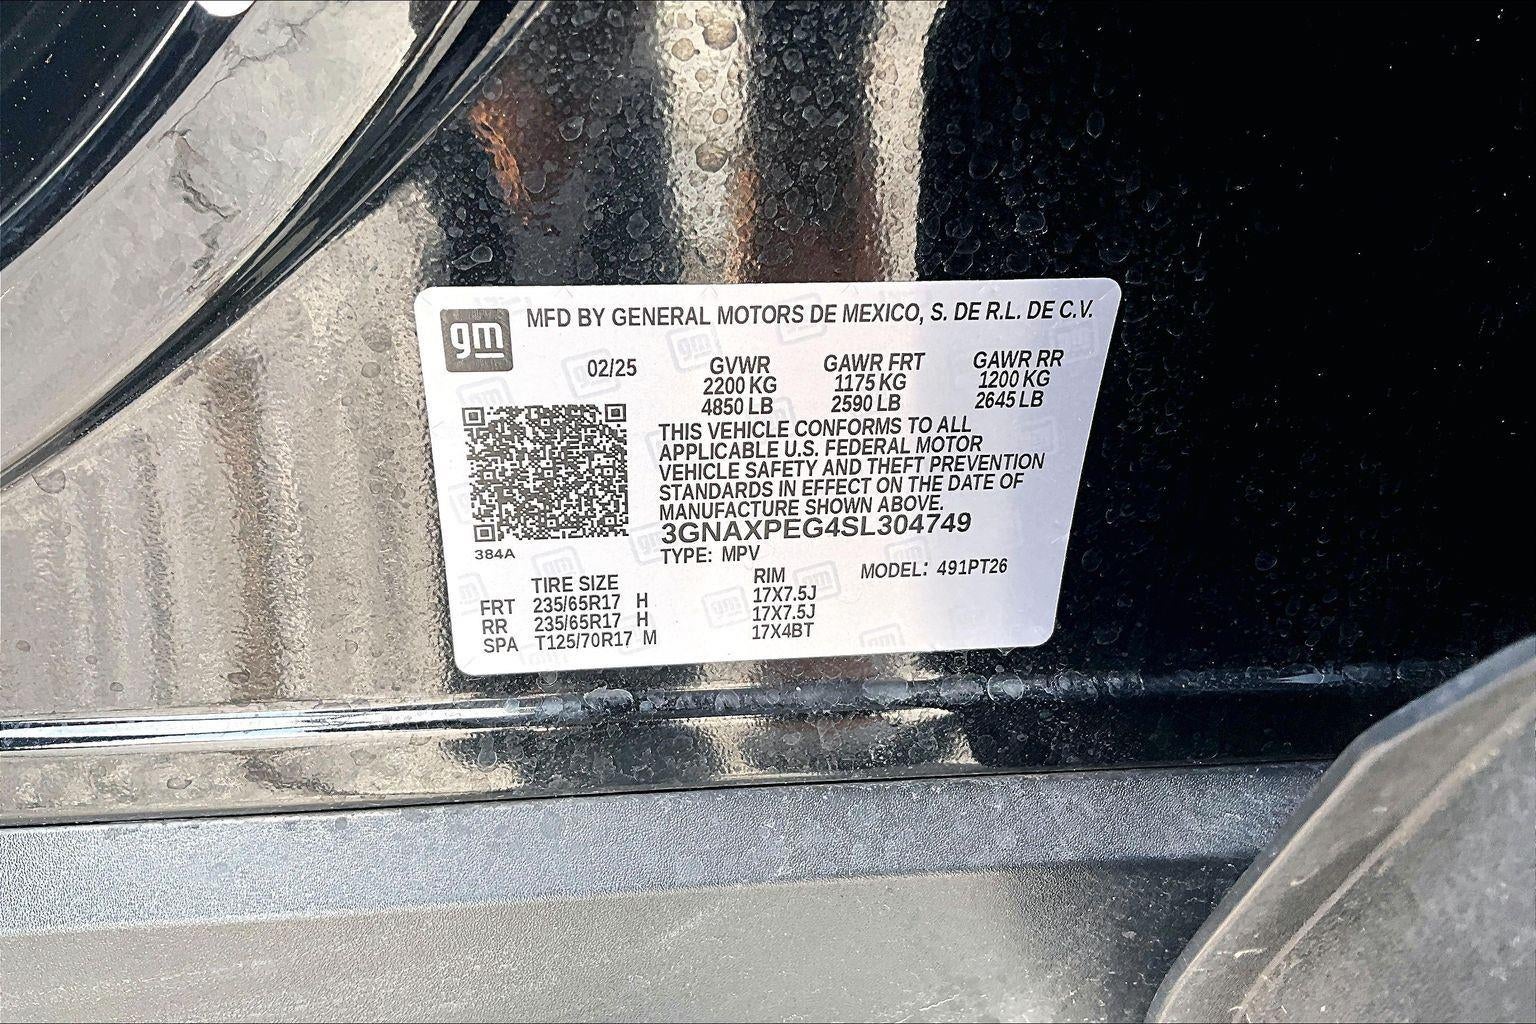 gm
MFD BY GENERAL MOTORS DE MEXICO, S. DE R.L. DE C.V.
02/25 GVWR GAWR FRT GAWR RR
2200 KG 1175 KG 1200 KG
4850 LB 2590 LB 2645 LB
THIS VEHICLE CONFORMS TO ALL
APPLICABLE U.S. FEDERAL MOTOR
VEHICLE SAFETY AND THEFT PREVENTION
STANDARDS IN EFFECT ON THE DATE OF
MANUFACTURE SHOWN ABOVE.
3GNAXPEG4SL304749
384A
TYPE: MPV MODEL: 491PT26
TIRE SIZE RIM
FRT 235/65R17 H 17X7.5J
RR 235/65R17 H 17X7.5J
SPA T125/70R17 M 17X4BT